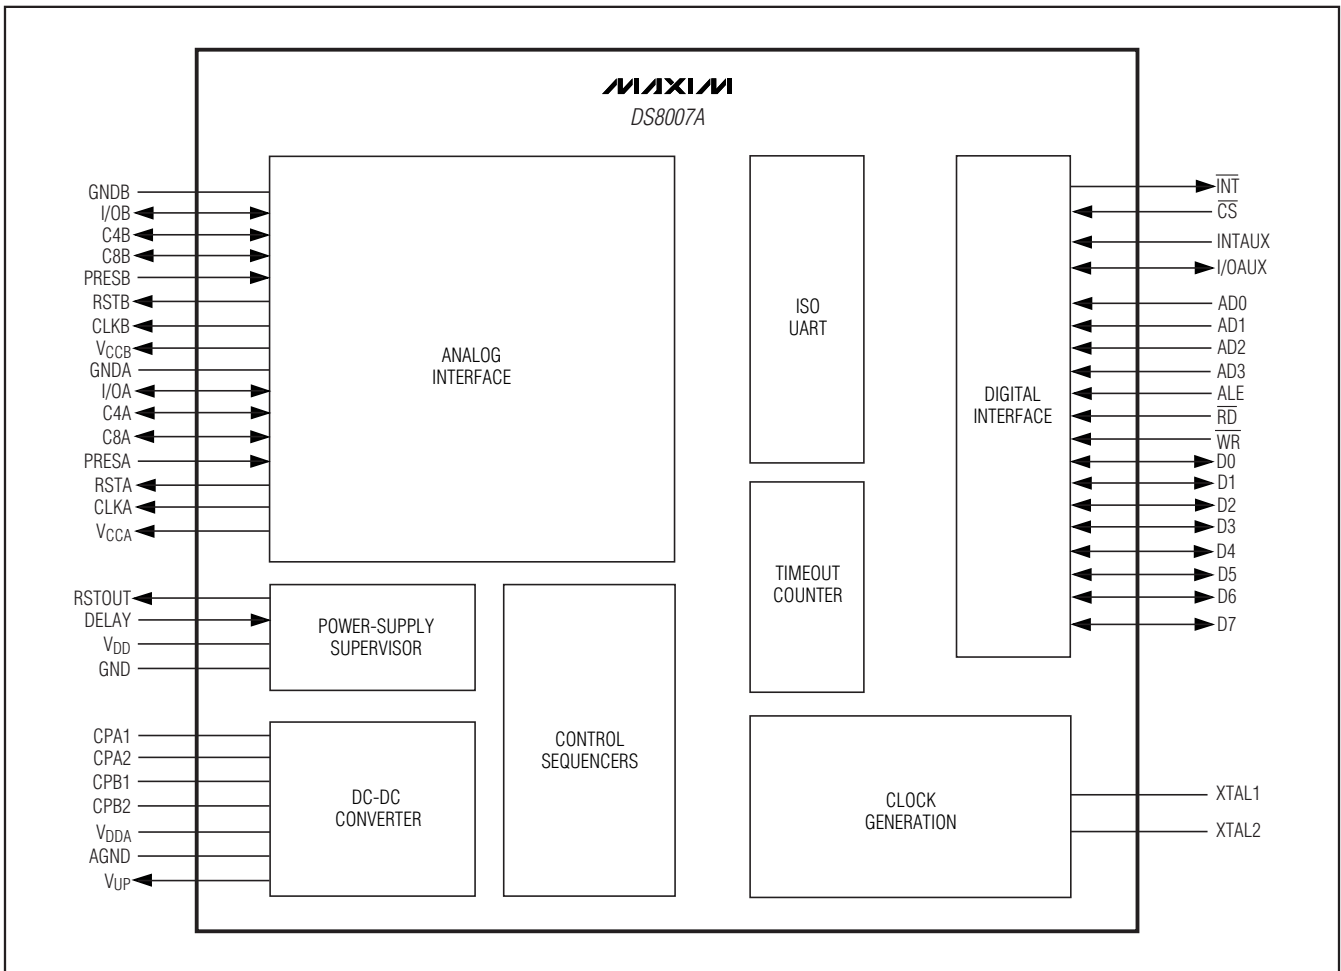 MAXIM
DS8007A
GNDB
I/OB
C4B
C8B
PRESB
RSTB
CLKB
VCCB
GNDA
I/OA
C4A
C8A
PRESA
RSTA
CLKA
VCCA
RSTOUT
DELAY
VDD
GND
CPA1
CPA2
CPB1
CPB2
VDDA
AGND
VUP
ANALOG
INTERFACE
POWER-SUPPLY
SUPERVISOR
DC-DC
CONVERTER
CONTROL
SEQUENCERS
ISO
UART
TIMEOUT
COUNTER
CLOCK
GENERATION
DIGITAL
INTERFACE
INT
CS
INTAUX
I/OAUX
AD0
AD1
AD2
AD3
ALE
RD
WR
D0
D1
D2
D3
D4
D5
D6
D7
XTAL1
XTAL2